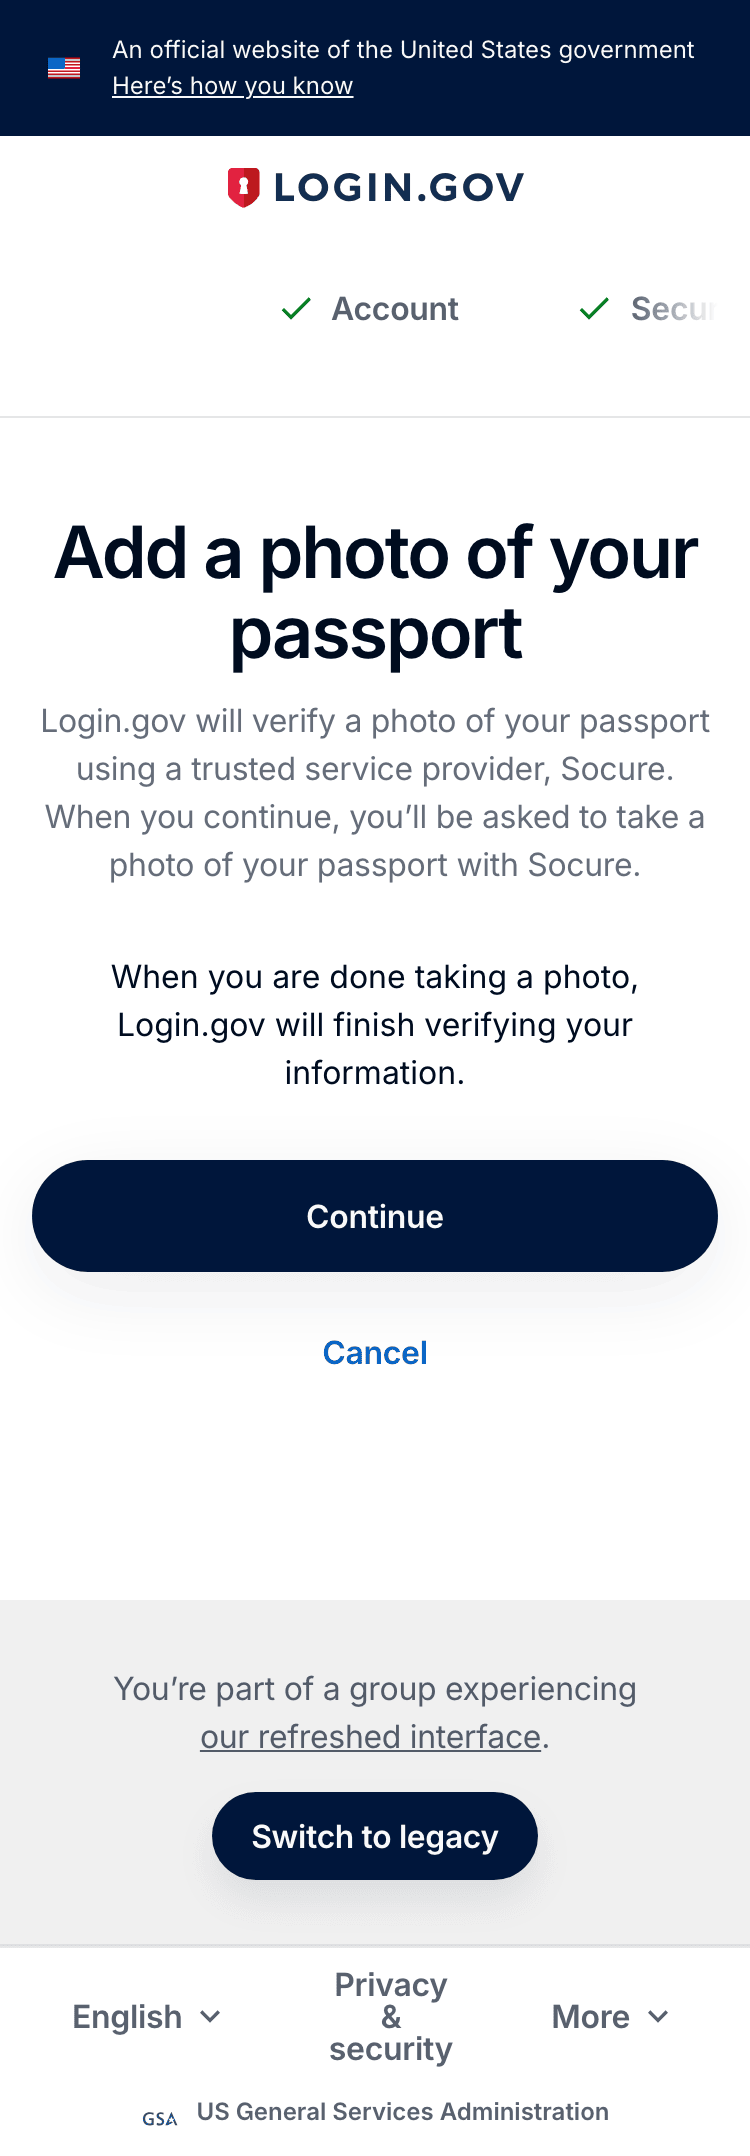 An official website of the United States government
Here’s how you know
LOGIN.GOV
Account
Secur
Add a photo of your
passport
Login.gov will verify a photo of your passport
using a trusted service provider, Socure.
When you continue, you’ll be asked to take a
photo of your passport with Socure.
When you are done taking a photo,
Login.gov will finish verifying your
information.
Continue
Cancel
You’re part of a group experiencing
our refreshed interface.
Switch to legacy
English
Privacy
&
security
More
GSA US General Services Administration